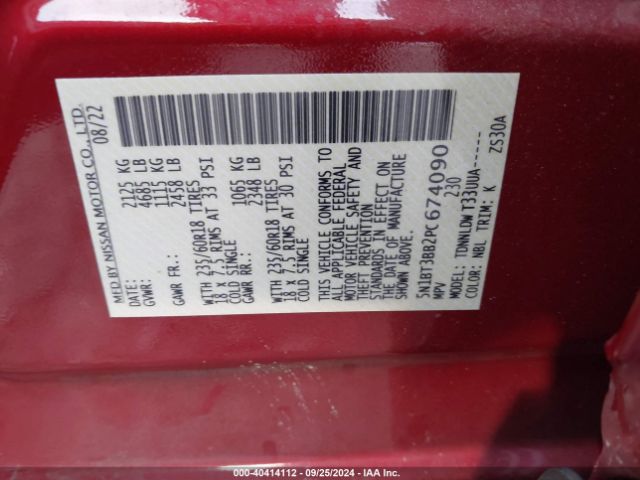 MFD BY NISSAN MOTOR CO., LTD.
DATE: 08/22
GVWR: 2125 KG
4685 LB
GAWR FR.: 1115 KG
2458 LB
WITH 235/60R18 TIRES
18 x 7.5 RIMS AT 33 PSI
COLD SINGLE
GAWR RR.: 1065 KG
2348 LB
WITH 235/60R18 TIRES
18 x 7.5 RIMS AT 30 PSI
COLD SINGLE
THIS VEHICLE CONFORMS TO
ALL APPLICABLE FEDERAL
MOTOR VEHICLE SAFETY AND
THEFT PREVENTION
STANDARDS IN EFFECT ON
THE DATE OF MANUFACTURE
SHOWN ABOVE.
5N1BT3BB2PC674090
MPV 230
MODEL: TDWNLDW T33UUA------
COLOR: NBL TRIM: K ZS30A
000-40414112 - 09/25/2024 - IAA Inc.